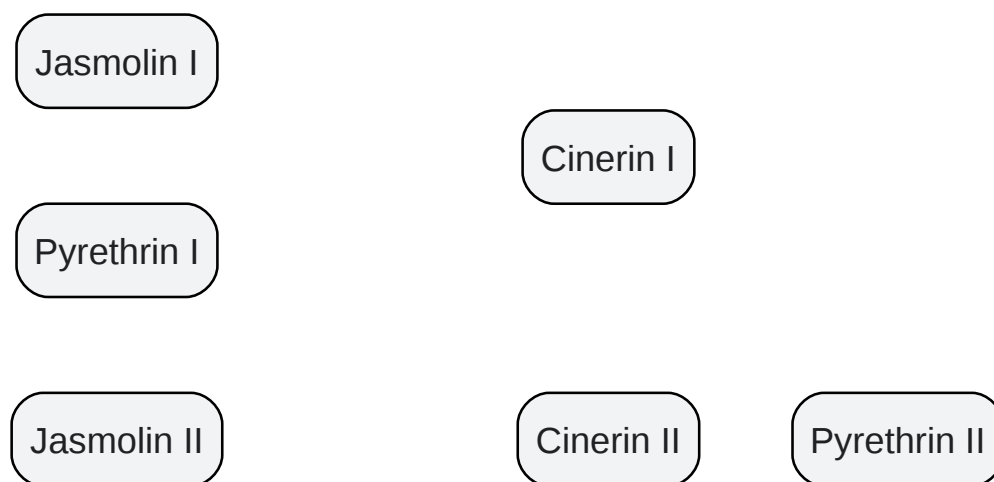 Jasmolin I
Cinerin I
Pyrethrin I
Jasmolin II
Cinerin II
Pyrethrin II